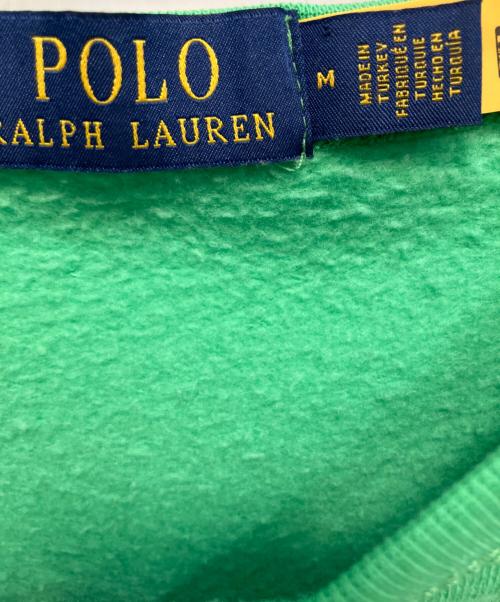 POLO
RALPH LAUREN
M
MADE IN
TURKEY
FABRIQUÉ EN
TURQUIE
HECHO EN
TURQUÍA